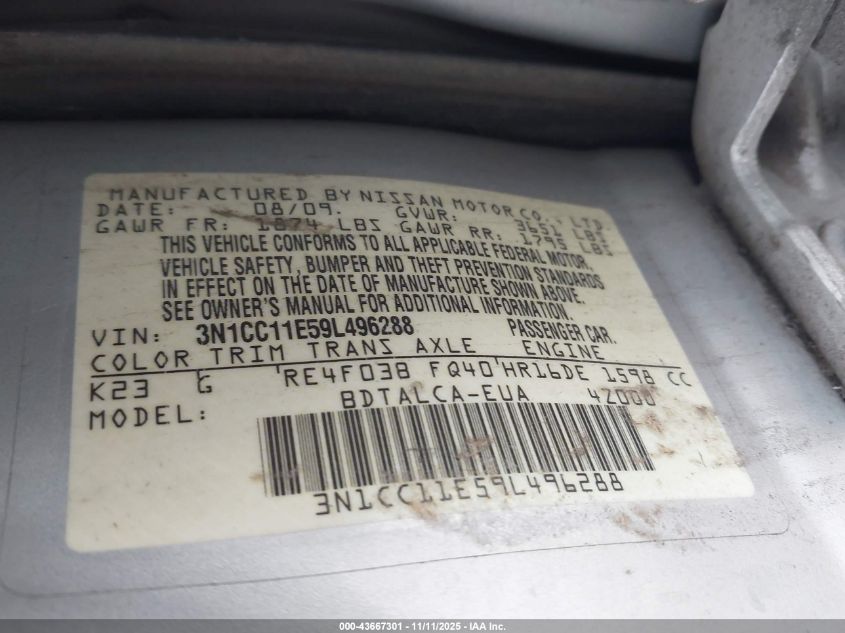 MANUFACTURED BY NISSAN MOTOR CO., LTD.
DATE: 08/09. GVWR: 3651 LBS
GAWR FR: 1874 LBS GAWR RR: 1795 LBS
THIS VEHICLE CONFORMS TO ALL APPLICABLE FEDERAL MOTOR
VEHICLE SAFETY, BUMPER AND THEFT PREVENTION STANDARDS
IN EFFECT ON THE DATE OF MANUFACTURE SHOWN ABOVE.
SEE OWNER'S MANUAL FOR ADDITIONAL INFORMATION.
VIN: 3N1CC11E59L496288 PASSENGER CAR.
COLOR TRIM TRANS AXLE ENGINE
K23 G RE4F03B FQ40 HR16DE 1598 CC
MODEL: BDTALCA-EUA 4Z000
3N1CC11E59L496288
000-43667301 - 11/11/2025 - IAA Inc.